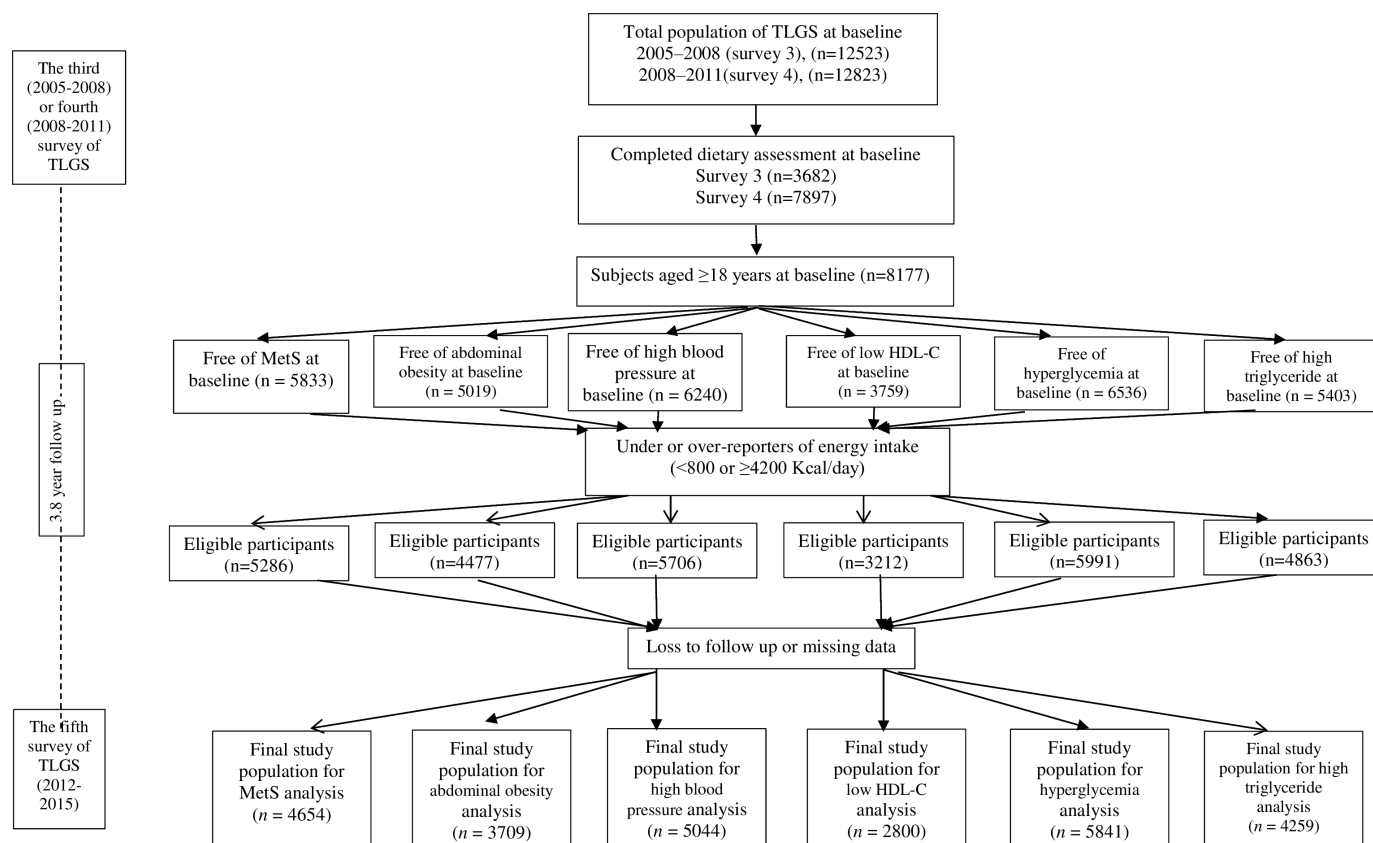 Total population of TLGS at baseline
2005–2008 (survey 3), (n=12523)
2008–2011(survey 4), (n=12823)
The third
(2005-2008)
or fourth
(2008-2011)
survey of
TLGS
Completed dietary assessment at baseline
Survey 3 (n=3682)
Survey 4 (n=7897)
Subjects aged ≥18 years at baseline (n=8177)
Free of MetS at
baseline (n = 5833)
Free of abdominal
obesity at baseline
(n = 5019)
Free of high blood
pressure at
baseline (n = 6240)
Free of low HDL-C
at baseline
(n = 3759)
Free of
hyperglycemia at
baseline (n = 6536)
Free of high
triglyceride at
baseline (n = 5403)
3.8 year follow up
Under or over-reporters of energy intake
(<800 or ≥4200 Kcal/day)
Eligible participants
(n=5286)
Eligible participants
(n=4477)
Eligible participants
(n=5706)
Eligible participants
(n=3212)
Eligible participants
(n=5991)
Eligible participants
(n=4863)
Loss to follow up or missing data
The fifth
survey of
TLGS
(2012-
2015)
Final study
population for
MetS analysis
(n = 4654)
Final study
population for
abdominal obesity
analysis
(n = 3709)
Final study
population for
high blood
pressure analysis
(n = 5044)
Final study
population for
low HDL-C
analysis
(n = 2800)
Final study
population for
hyperglycemia
analysis
(n = 5841)
Final study
population for high
triglyceride
analysis
(n = 4259)